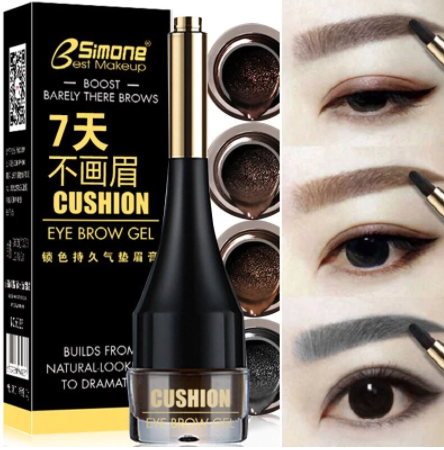 BSimone®
Best Makeup
BOOST
BARELY THERE BROWS
7天
不画眉
CUSHION
EYE BROW GEL
锁色持久气垫眉膏
BUILDS FROM
NATURAL-LOOK
TO DRAMAT
CUSHION
EYE BROW GEL